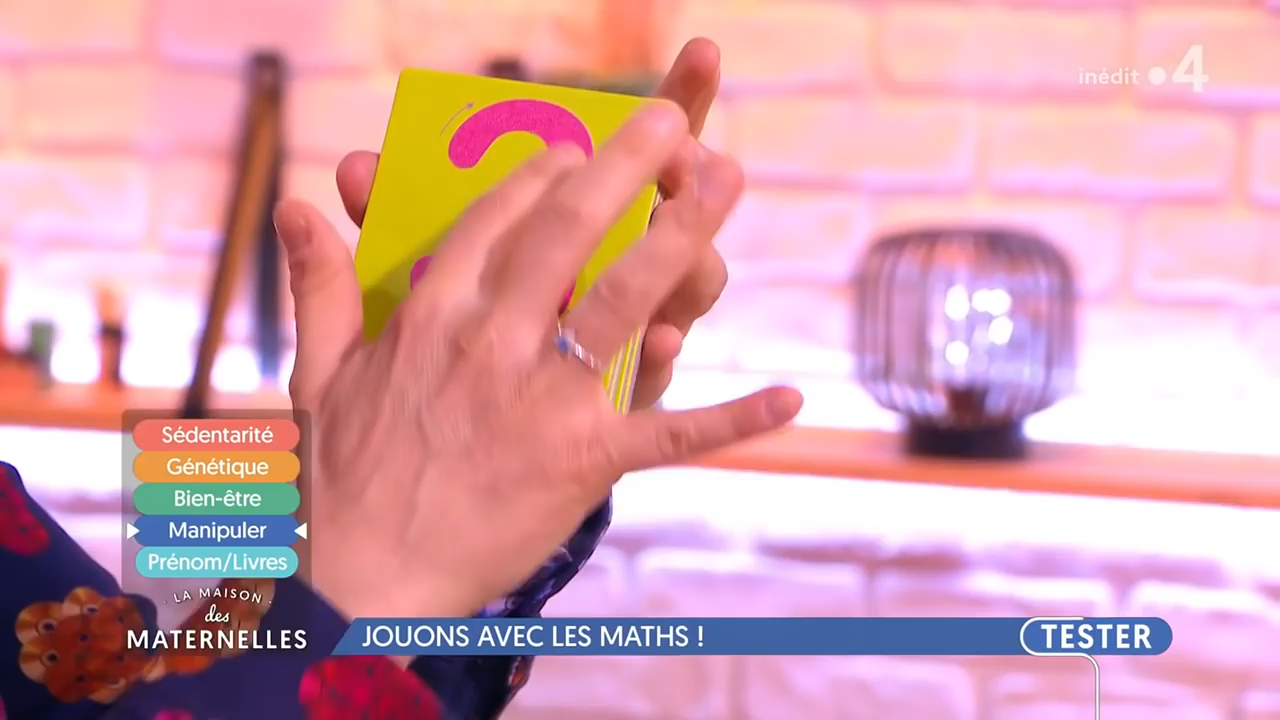 inédit 4
Sédentarité
Génétique
Bien-être
Manipuler
Prénom/Livres
LA MAISON
des
MATERNELLES
JOUONS AVEC LES MATHS !
TESTER